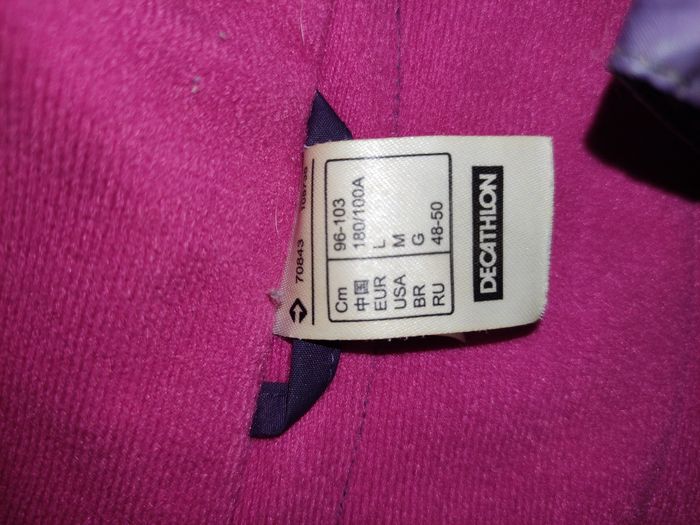 Cm 96-103
中国 180/100A
EUR L
USA M
BR G
RU 48-50
DECATHLON
70843